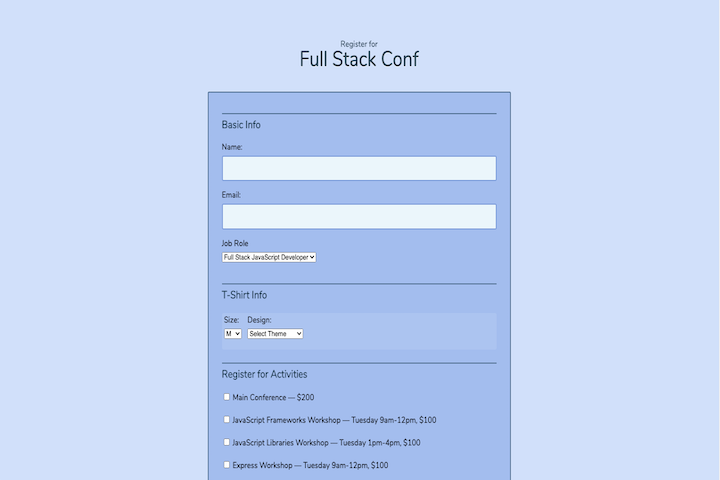 Register for
Full Stack Conf
Basic Info
Name:
Email:
Job Role
Full Stack JavaScript Developer
T-Shirt Info
Size: Design:
M Select Theme
Register for Activities
Main Conference — $200
JavaScript Frameworks Workshop — Tuesday 9am-12pm, $100
JavaScript Libraries Workshop — Tuesday 1pm-4pm, $100
Express Workshop — Tuesday 9am-12pm, $100